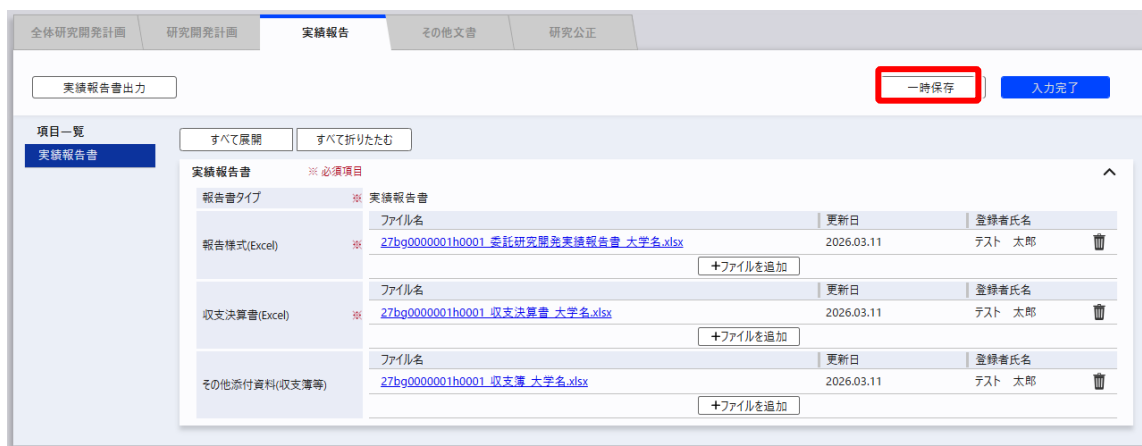 全体研究開発計画 研究開発計画 実績報告 その他文書 研究公正
実績報告書出力 一時保存 入力完了
項目一覧
実績報告書
すべて展開 すべて折りたたむ
実績報告書 ※ 必須項目
報告書タイプ ※ 実績報告書
ファイル名 更新日 登録者氏名
報告様式(Excel) ※ 27bg0000001h0001_委託研究開発実績報告書_大学名.xlsx 2026.03.11 テスト 太郎
+ファイルを追加
ファイル名 更新日 登録者氏名
収支決算書(Excel) ※ 27bg0000001h0001_収支決算書_大学名.xlsx 2026.03.11 テスト 太郎
+ファイルを追加
ファイル名 更新日 登録者氏名
その他添付資料(収支簿等) 27bg0000001h0001_収支簿_大学名.xlsx 2026.03.11 テスト 太郎
+ファイルを追加